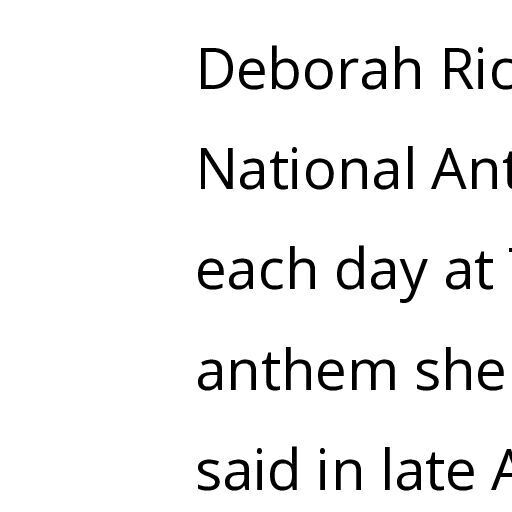 Deborah Ric
National Ant
each day at
anthem she
said in late A